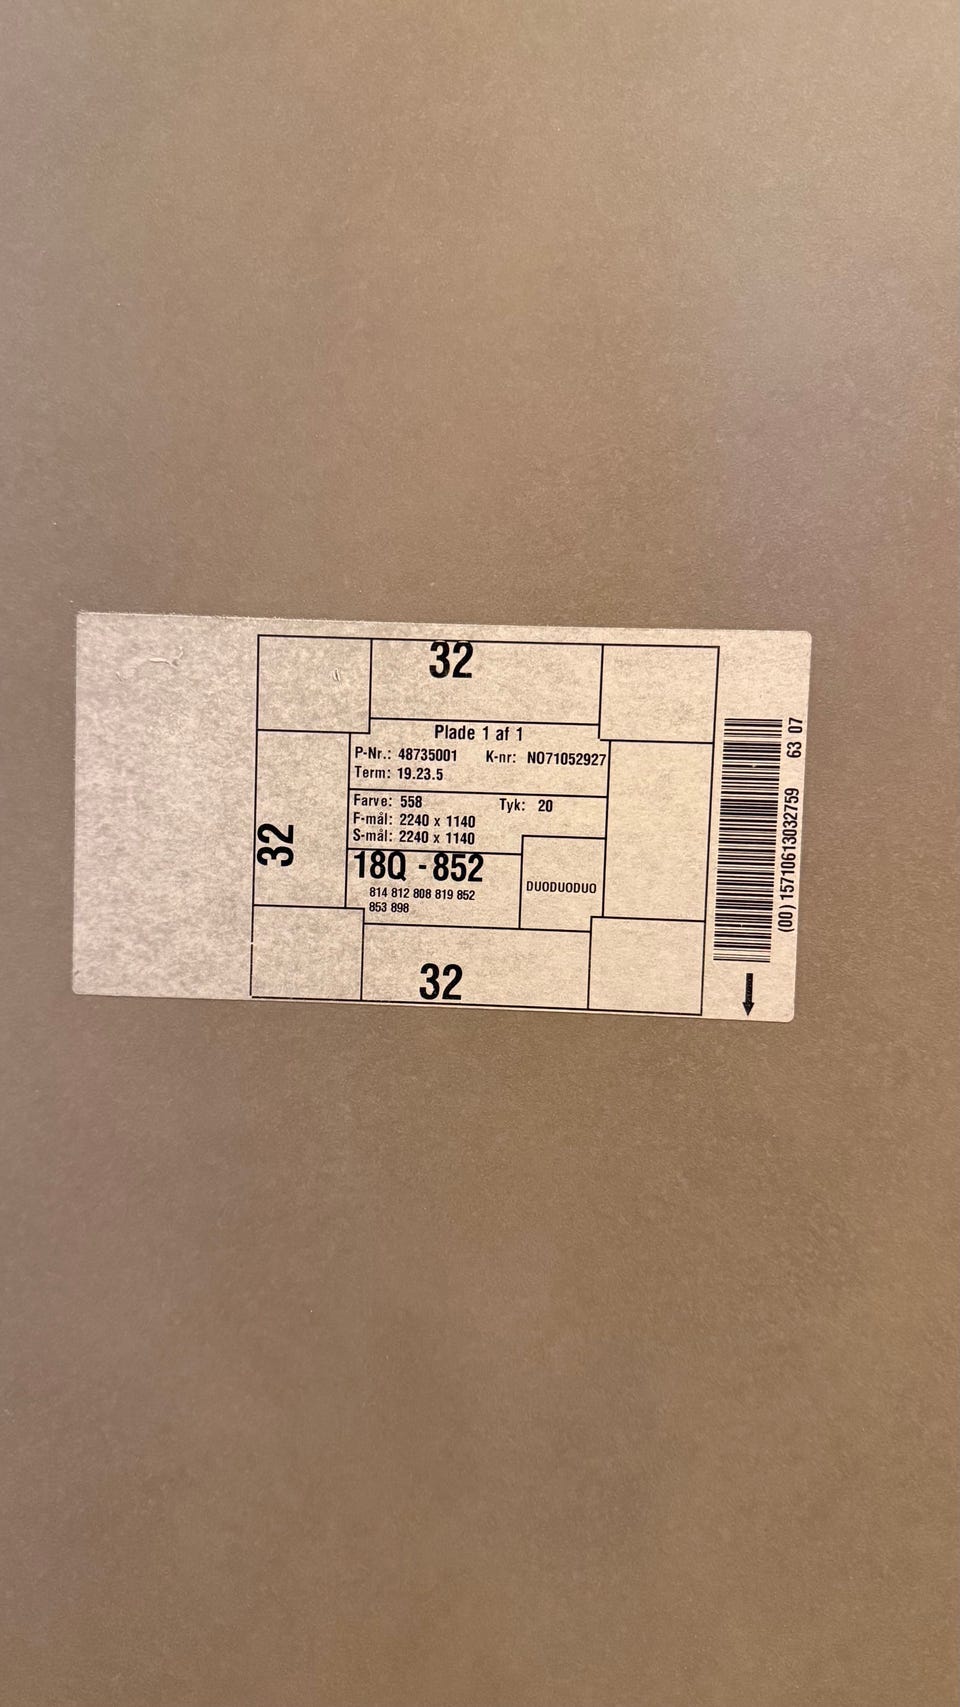 32
Plade 1 af 1
P-Nr.: 48735001 K-nr: NO71052927
Term: 19.23.5
Farve: 558 Tyk: 20
F-mål: 2240 x 1140
S-mål: 2240 x 1140
32
18Q - 852
814 812 808 819 852
853 898
DUODUODUO
32
(00) 15710613032759 63 07